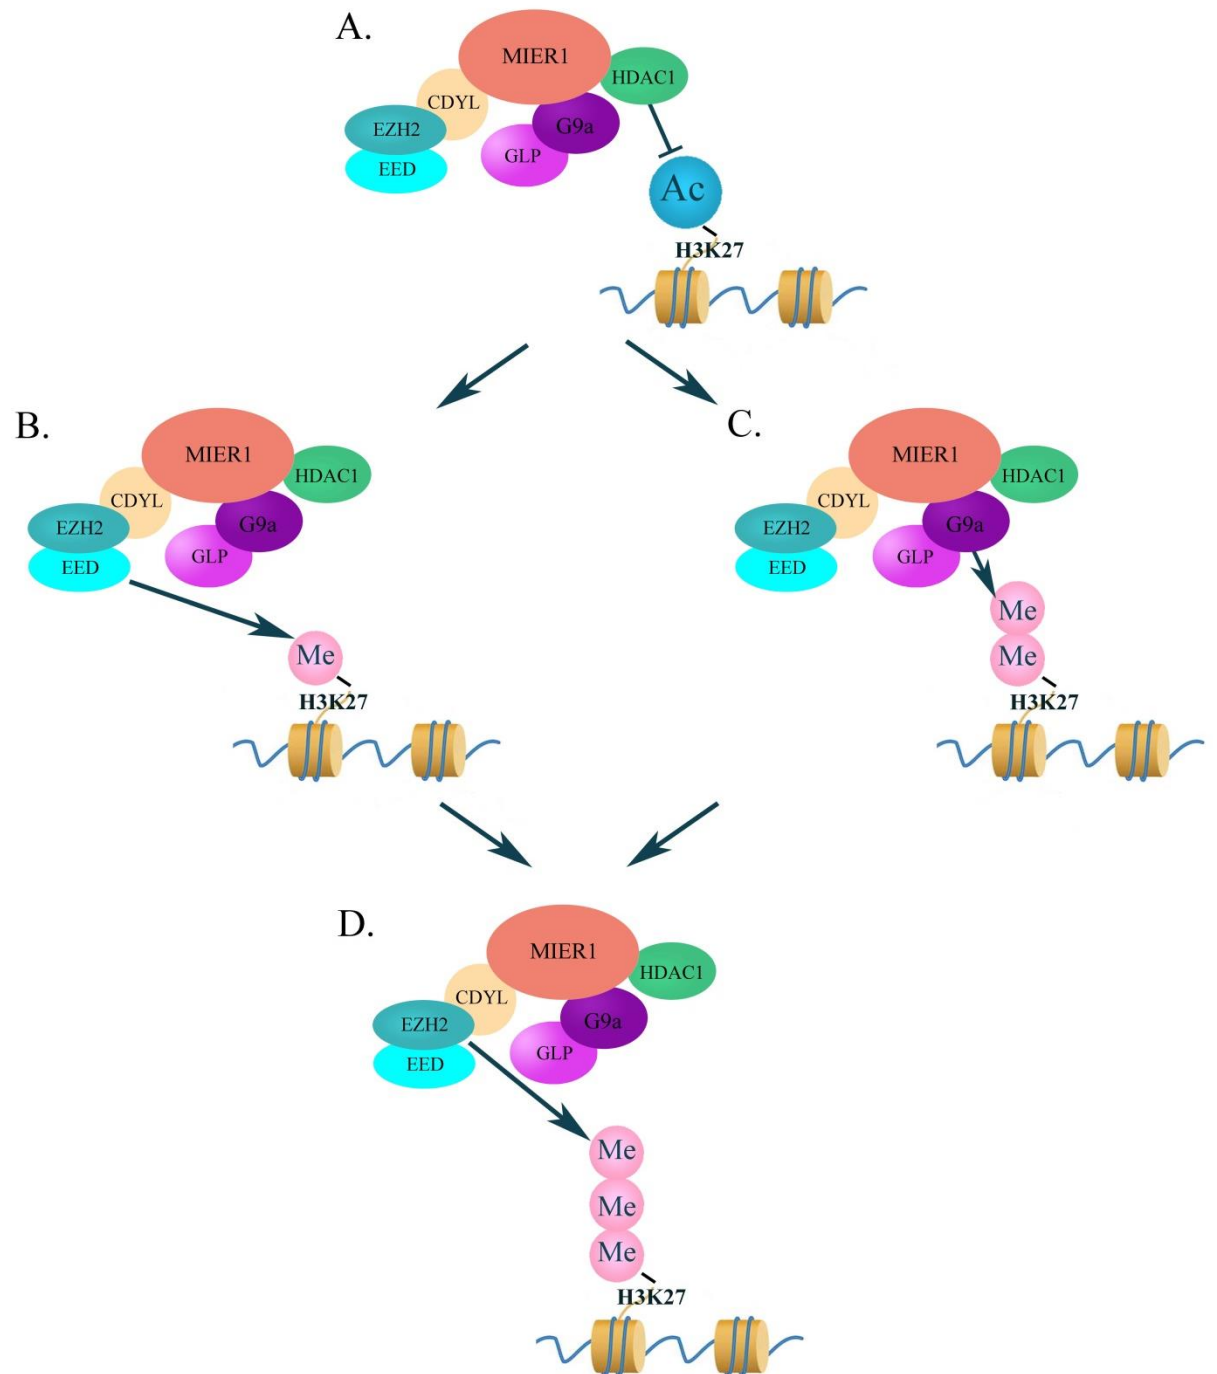 A.
MIER1
HDAC1
CDYL
EZH2
G9a
GLP
EED
Ac
H3K27
B.
MIER1
HDAC1
CDYL
EZH2
G9a
GLP
EED
Me
H3K27
C.
MIER1
HDAC1
CDYL
EZH2
G9a
GLP
EED
Me
Me
H3K27
D.
MIER1
HDAC1
CDYL
EZH2
G9a
GLP
EED
Me
Me
Me
H3K27